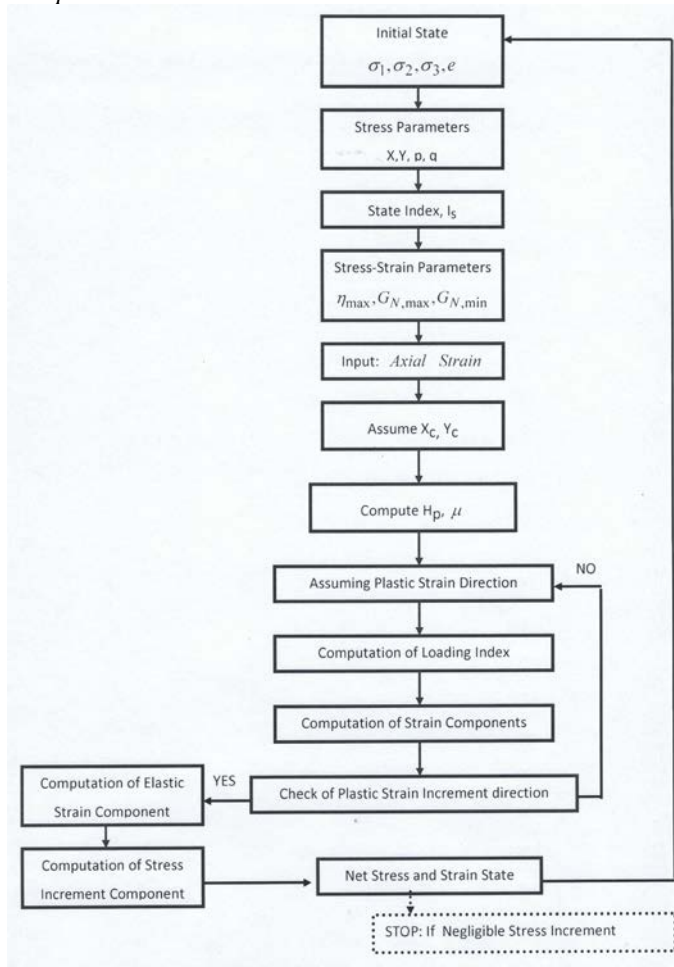 Initial State
σ1, σ2, σ3, e
Stress Parameters
X,Y, p, q
State Index, Is
Stress-Strain Parameters
ηmax, GN,max, GN,min
Input: Axial Strain
Assume Xc, Yc
Compute Hp, μ
NO
Assuming Plastic Strain Direction
Computation of Loading Index
Computation of Strain Components
YES
Check of Plastic Strain Increment direction
Computation of Elastic
Strain Component
Computation of Stress
Increment Component
Net Stress and Strain State
STOP: If Negligible Stress Increment